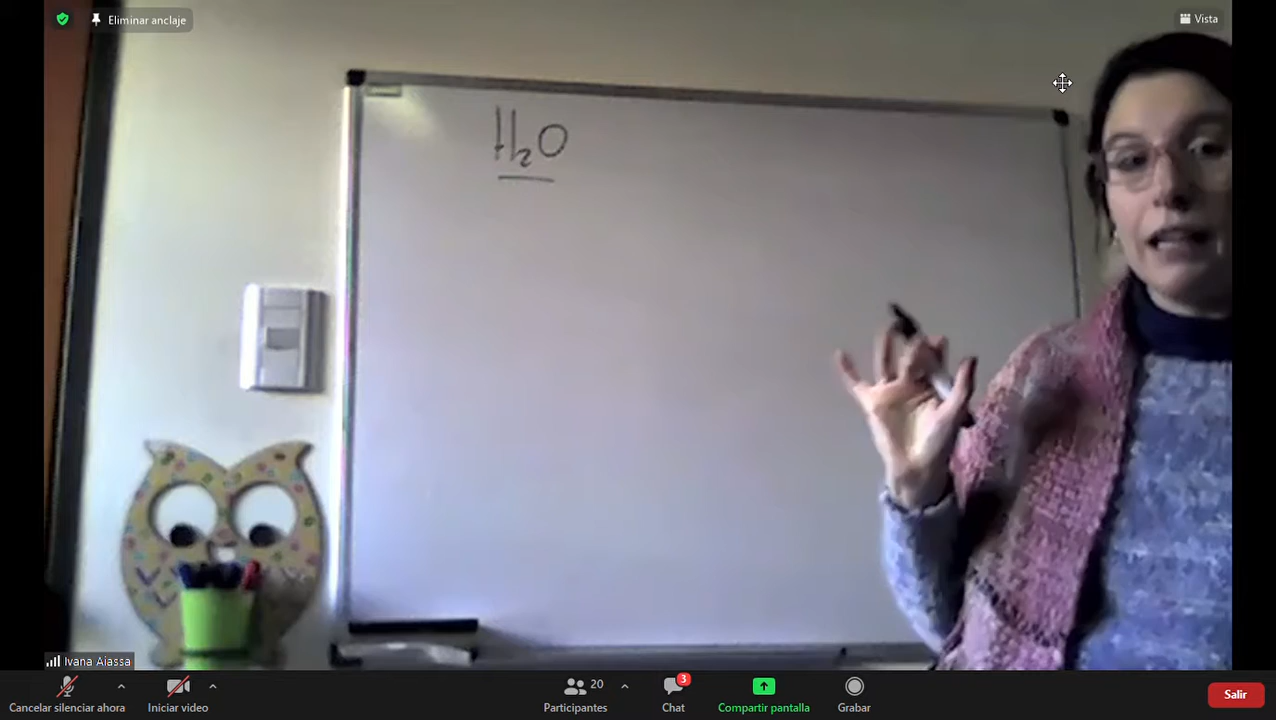 Eliminar anclaje
Vista
H₂O
Ivana Aiassa
Cancelar silenciar ahora
Iniciar video
20
Participantes
3
Chat
Compartir pantalla
Grabar
Salir